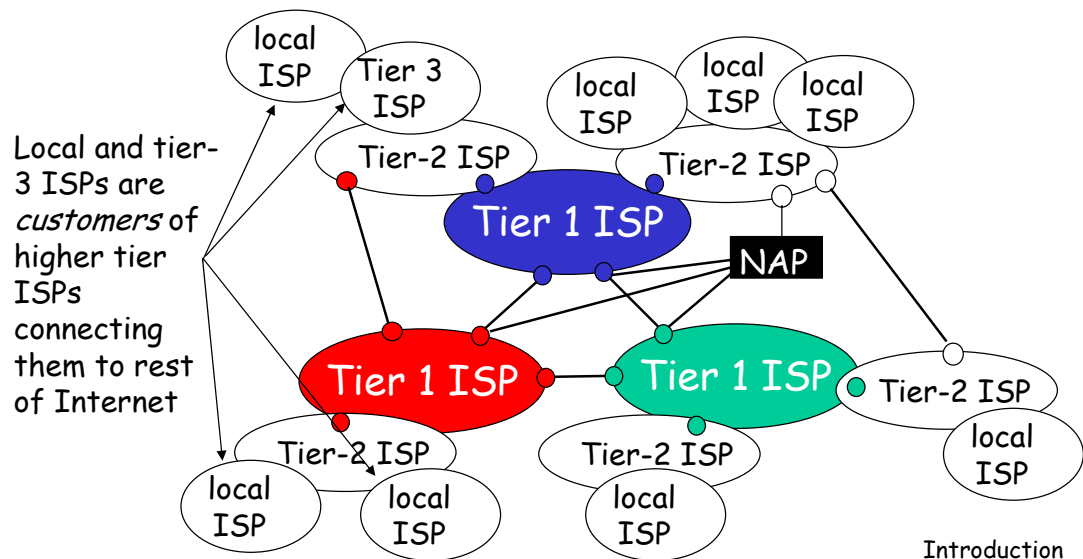 local
ISP
Tier 3
ISP
local
ISP
local
ISP
local
ISP
Tier-2 ISP
Tier-2 ISP
Local and tier-
3 ISPs are
customers of
higher tier
ISPs
connecting
them to rest
of Internet
Tier 1 ISP
NAP
Tier 1 ISP
Tier 1 ISP
Tier-2 ISP
Tier-2 ISP
Tier-2 ISP
local
ISP
local
ISP
local
ISP
local
ISP
Introduction